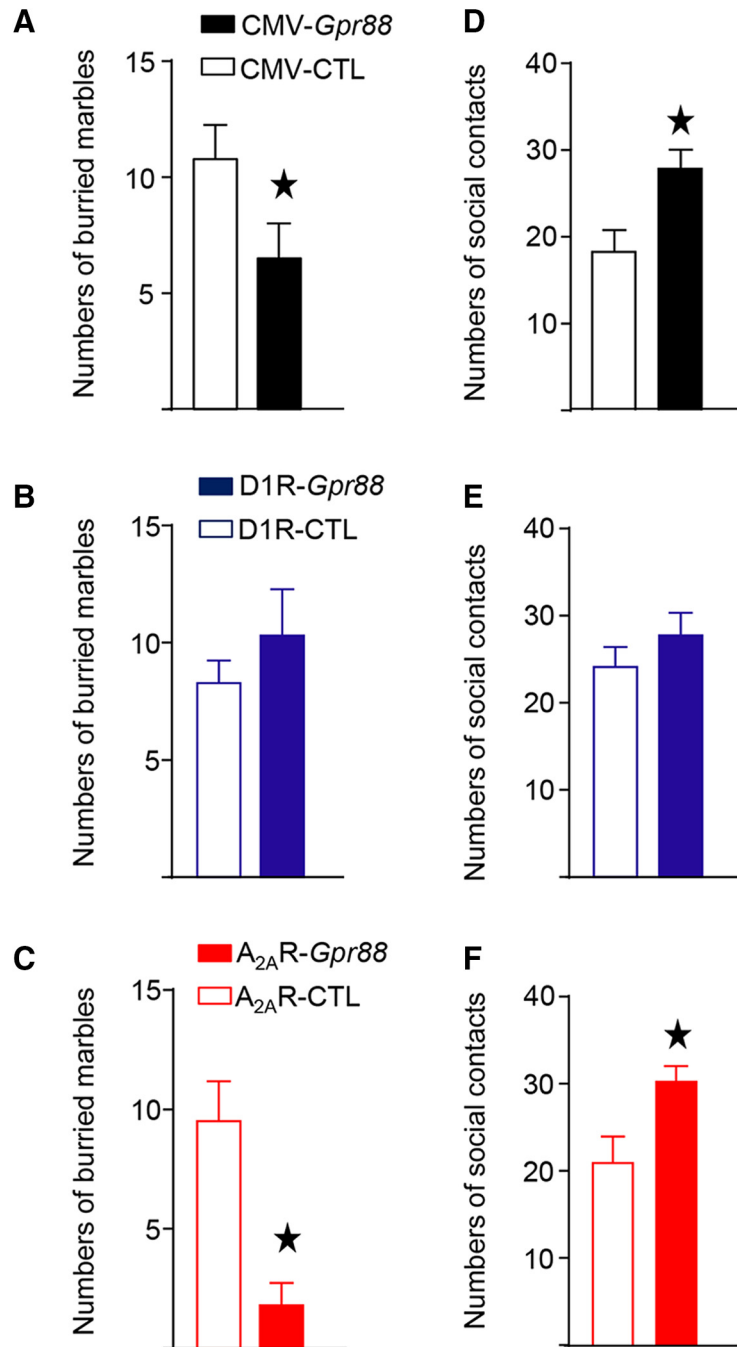 A
CMV-Gpr88
CMV-CTL
Numbers of burried marbles
15
10
5
D
Numbers of social contacts
40
30
20
10
B
D1R-Gpr88
D1R-CTL
Numbers of burried marbles
15
10
5
E
Numbers of social contacts
40
30
20
10
C
A2AR-Gpr88
A2AR-CTL
Numbers of burried marbles
15
10
5
F
Numbers of social contacts
40
30
20
10